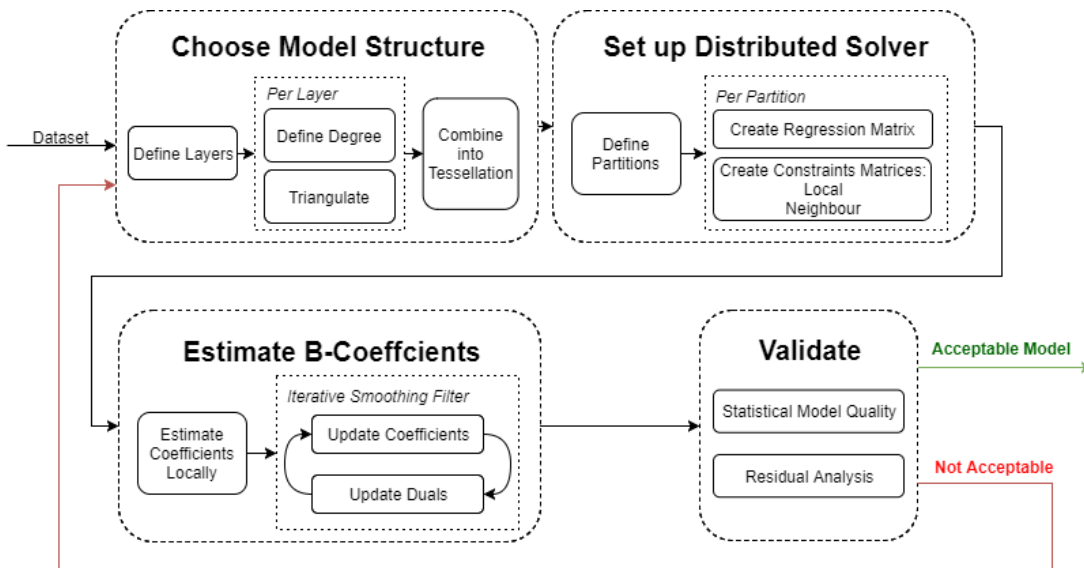 Choose Model Structure
Set up Distributed Solver
Dataset
Define Layers
Per Layer
Define Degree
Triangulate
Combine
into
Tessellation
Define
Partitions
Per Partition
Create Regression Matrix
Create Constraints Matrices:
Local
Neighbour
Estimate B-Coeffcients
Estimate
Coefficients
Locally
Iterative Smoothing Filter
Update Coefficients
Update Duals
Validate
Statistical Model Quality
Residual Analysis
Acceptable Model
Not Acceptable